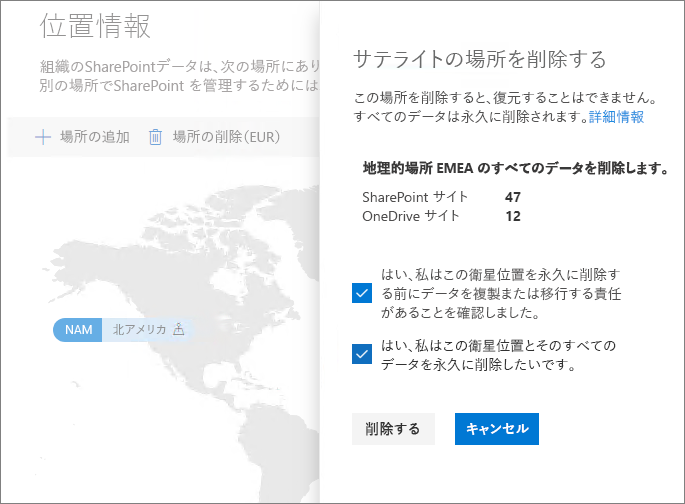 位置情報
組織のSharePointデータは、次の場所にあり
別の場所でSharePoint を管理するためには
場所の追加
場所の削除(EUR)
NAM
北アメリカ
サテライトの場所を削除する
この場所を削除すると、復元することはできません。
すべてのデータは永久に削除されます。詳細情報
地理的場所 EMEA のすべてのデータを削除します。
SharePoint サイト 47
OneDrive サイト 12
はい、私はこの衛星位置を永久に削除す
る前にデータを複製または移行する責任
があることを確認しました。
はい、私はこの衛星位置とそのすべての
データを永久に削除したいです。
削除する
キャンセル